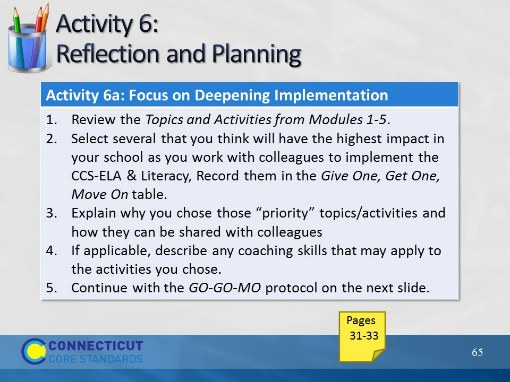 Activity 6:
Reflection and Planning
Activity 6a: Focus on Deepening Implementation
1. Review the Topics and Activities from Modules 1-5.
2. Select several that you think will have the highest impact in
your school as you work with colleagues to implement the
CCS-ELA & Literacy, Record them in the Give One, Get One,
Move On table.
3. Explain why you chose those “priority” topics/activities and
how they can be shared with colleagues
4. If applicable, describe any coaching skills that may apply to
the activities you chose.
5. Continue with the GO-GO-MO protocol on the next slide.
Pages
31-33
CONNECTICUT
CORE STANDARDS
65